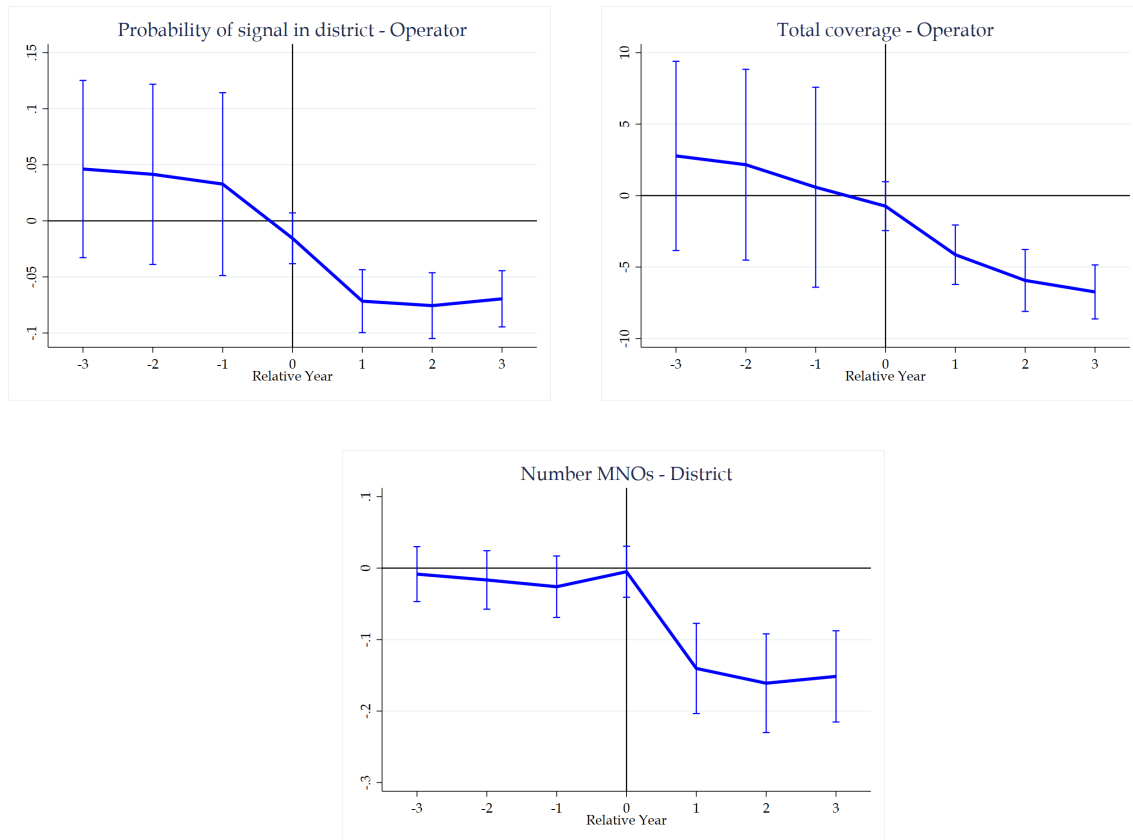 Probability of signal in district - Operator
.15
.1
.05
0
-.05
-.1
-3 -2 -1 0 1 2 3
Relative Year
Total coverage - Operator
10
5
0
-5
-10
-3 -2 -1 0 1 2 3
Relative Year
Number MNOs - District
.1
0
-.1
-.2
-.3
-3 -2 -1 0 1 2 3
Relative Year